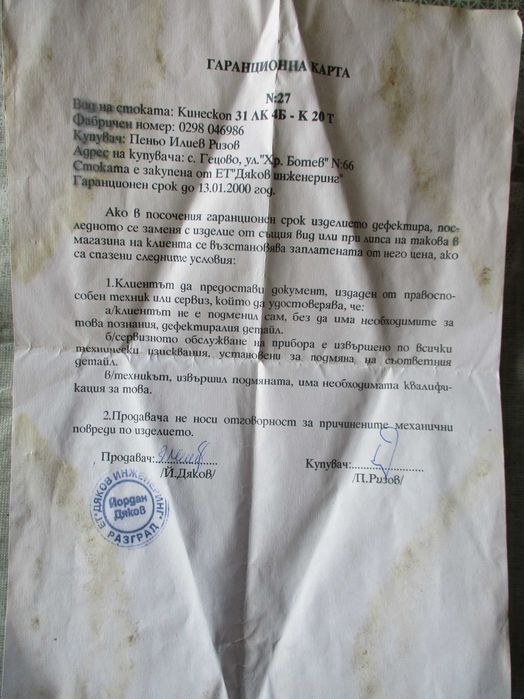 ГАРАНЦИОННА КАРТА
N:27
Вид на стоката: Кинескоп 31 ЛК 4Б - К 20 Т
Фабричен номер: 0298 046986
Купувач: Пеньо Илиев Ризов
Адрес на купувача: с. Гецово, ул."Хр. Ботев" N:66
Стоката е закупена от ЕТ"Дяков инженеринг"
Гаранционен срок до 13.01.2000 год.
Ако в посочения гаранционен срок изделието дефектира, пос-
ледното се заменя с изделие от същия вид или при липса на такова в
магазина на клиента се възстановява заплатената от него цена, ако
са спазени следните условия:
1.Клиентът да предостави документ, издаден от правоспо-
собен техник или сервиз, който да удостоверява, че:
а/клиентът не е подменил сам, без да има необходимите за
това познания, дефектиралия детайл.
б/сервизното обслужване на прибора е извършено по всички
технически изисквания, установени за подмяна на съответния
детайл.
в/техникът, извършил подмяната, има необходимата квалифи-
кация за това.
2.Продавача не носи отговорност за причинените механични
повреди по изделието.
Продавач:................ Купувач:....................
/Й.Дяков/ /П.Ризов/
ЕТ"ДЯКОВ ИНЖЕНЕРИНГ"
Йордан
Дяков
РАЗГРАД